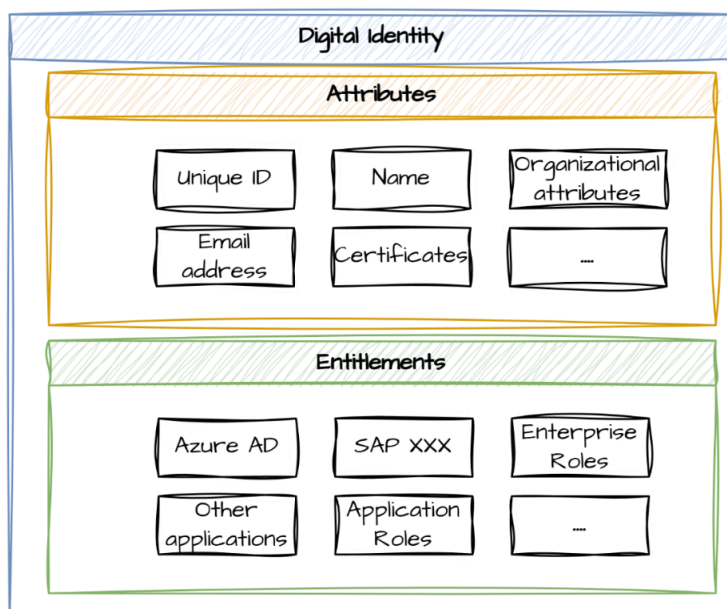 Digital Identity
Attributes
Unique ID
Name
Organizational
attributes
Email
address
Certificates
....
Entitlements
Azure AD
SAP XXX
Enterprise
Roles
Other
applications
Application
Roles
....